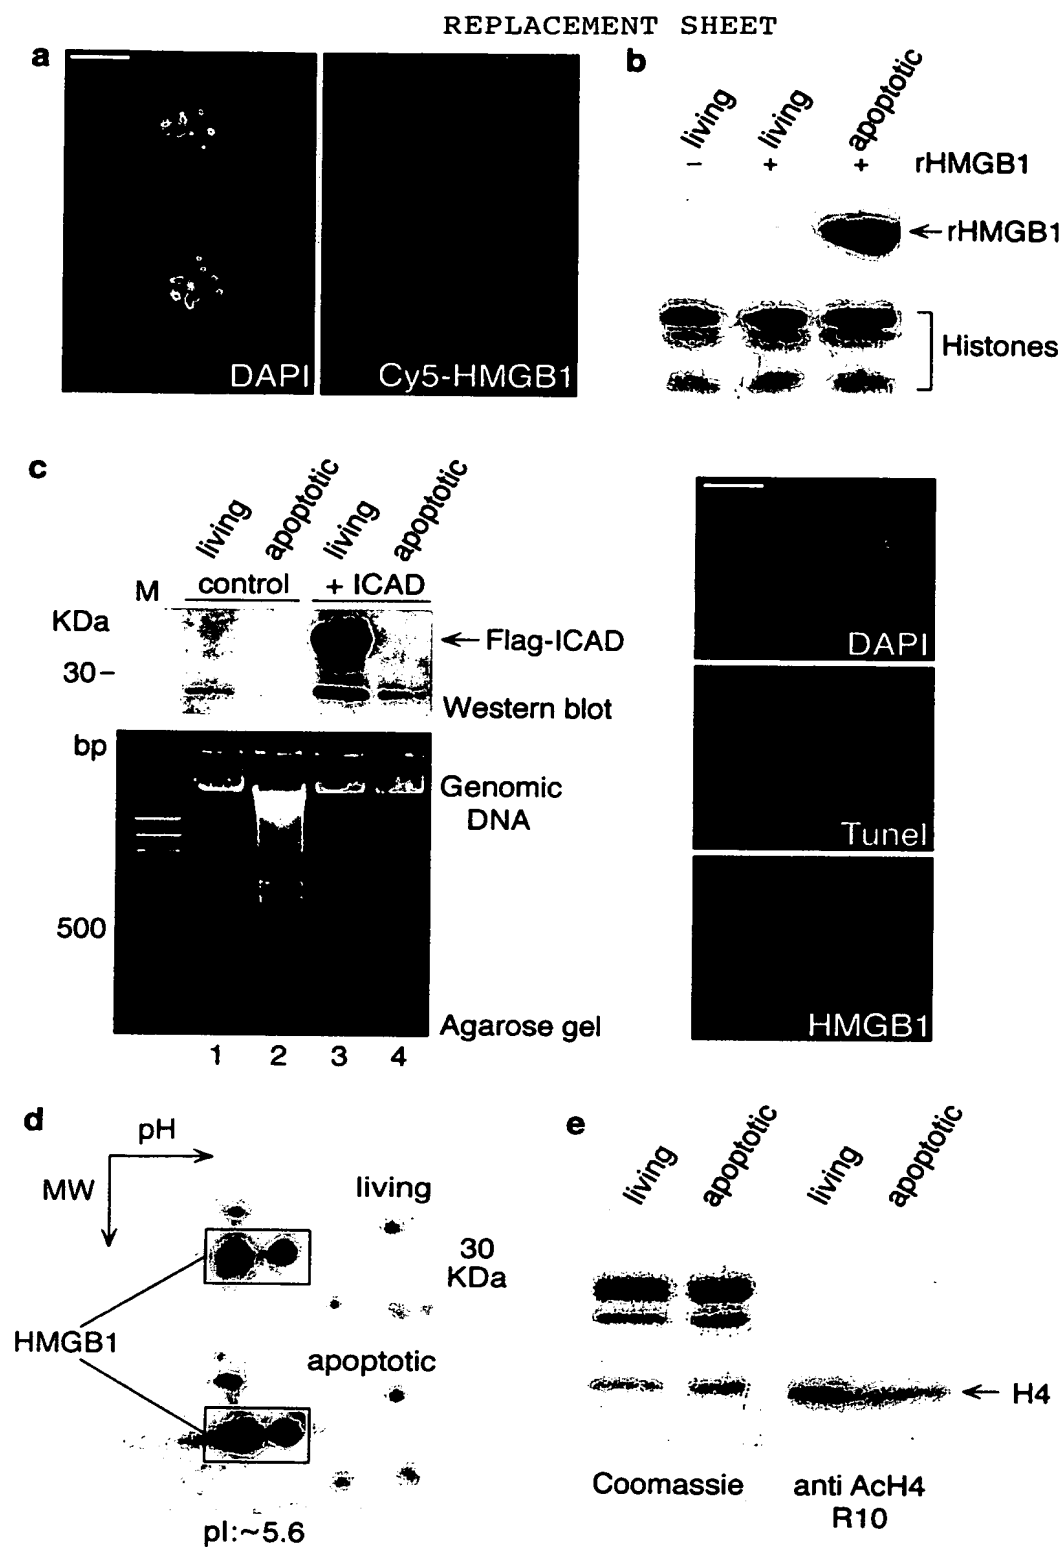 REPLACEMENT SHEET
a
DAPI
Cy5-HMGB1
b
living
living
apoptotic
– + + rHMGB1
←rHMGB1
Histones
c
living
apoptotic
living
apoptotic
M control + ICAD
KDa
←Flag-ICAD
30–
Western blot
bp
Genomic
DNA
500
Agarose gel
1 2 3 4
DAPI
Tunel
HMGB1
d
pH
MW
living
30
KDa
HMGB1
apoptotic
pI:~5.6
e
living
apoptotic
living
apoptotic
← H4
Coomassie
anti AcH4
R10